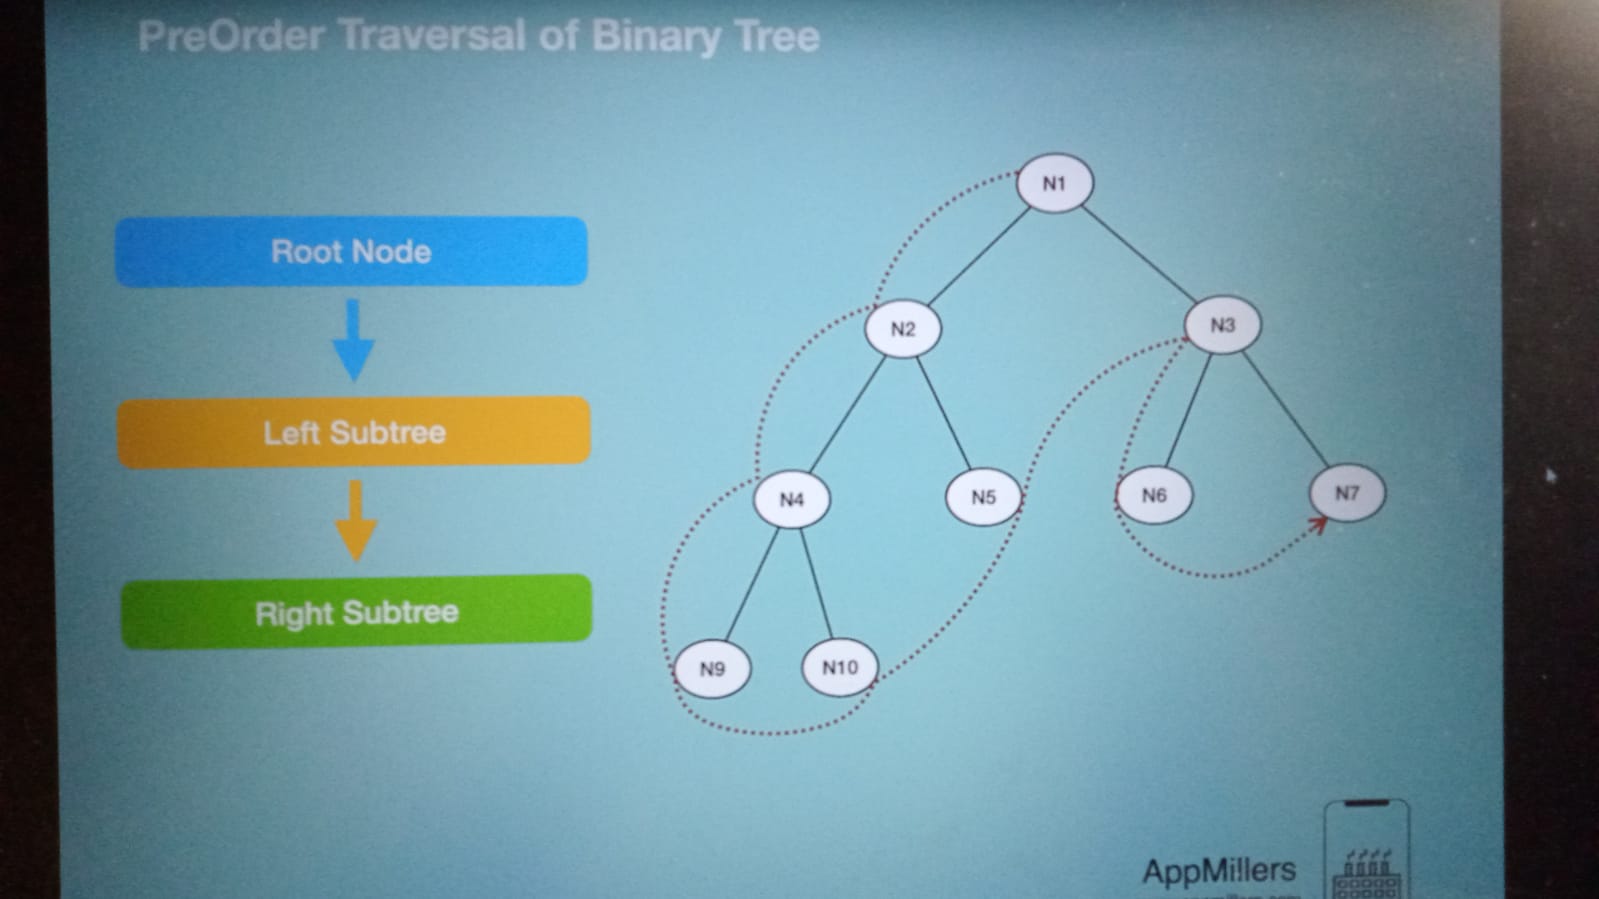 PreOrder Traversal of Binary Tree
Root Node
Left Subtree
Right Subtree
N1
N2
N3
N4
N5
N6
N7
N9
N10
AppMillers